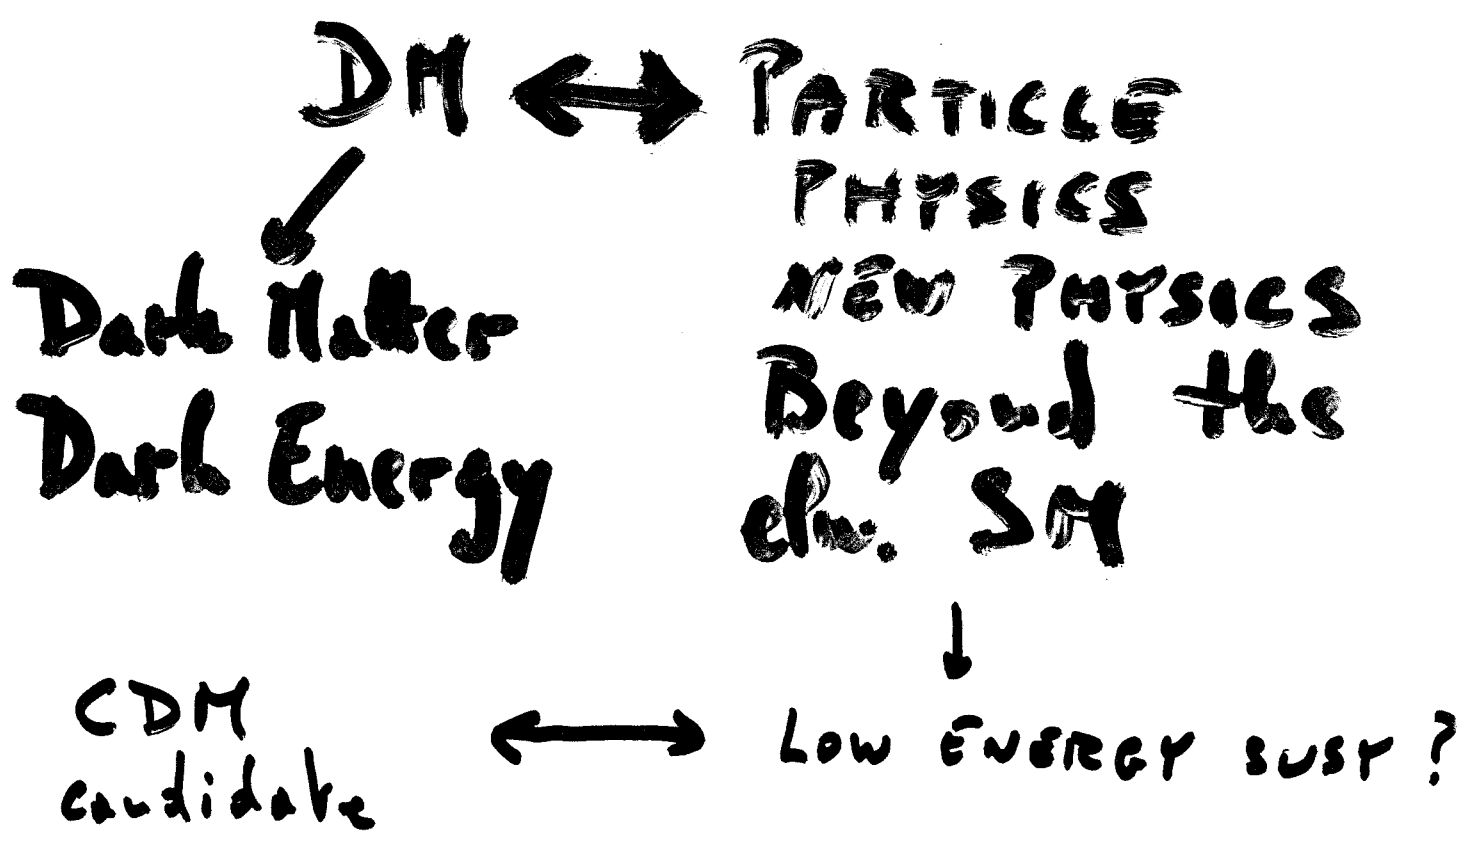 DM ↔ PARTICLE
PHYSICS
NEW PHYSICS
Dark Matter
Beyond the
Dark Energy
elw. SM
CDM
candidate
↔ LOW ENERGY SUSY ?